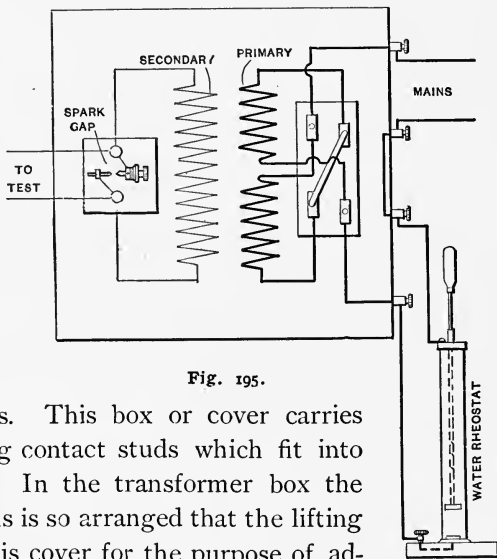 SECONDARY
PRIMARY
MAINS
SPARK
GAP
TO
TEST
WATER RHEOSTAT
Fig. 195.
s. This box or cover carries
g contact studs which fit into
In the transformer box the
s is so arranged that the lifting
is cover for the purpose of ad-